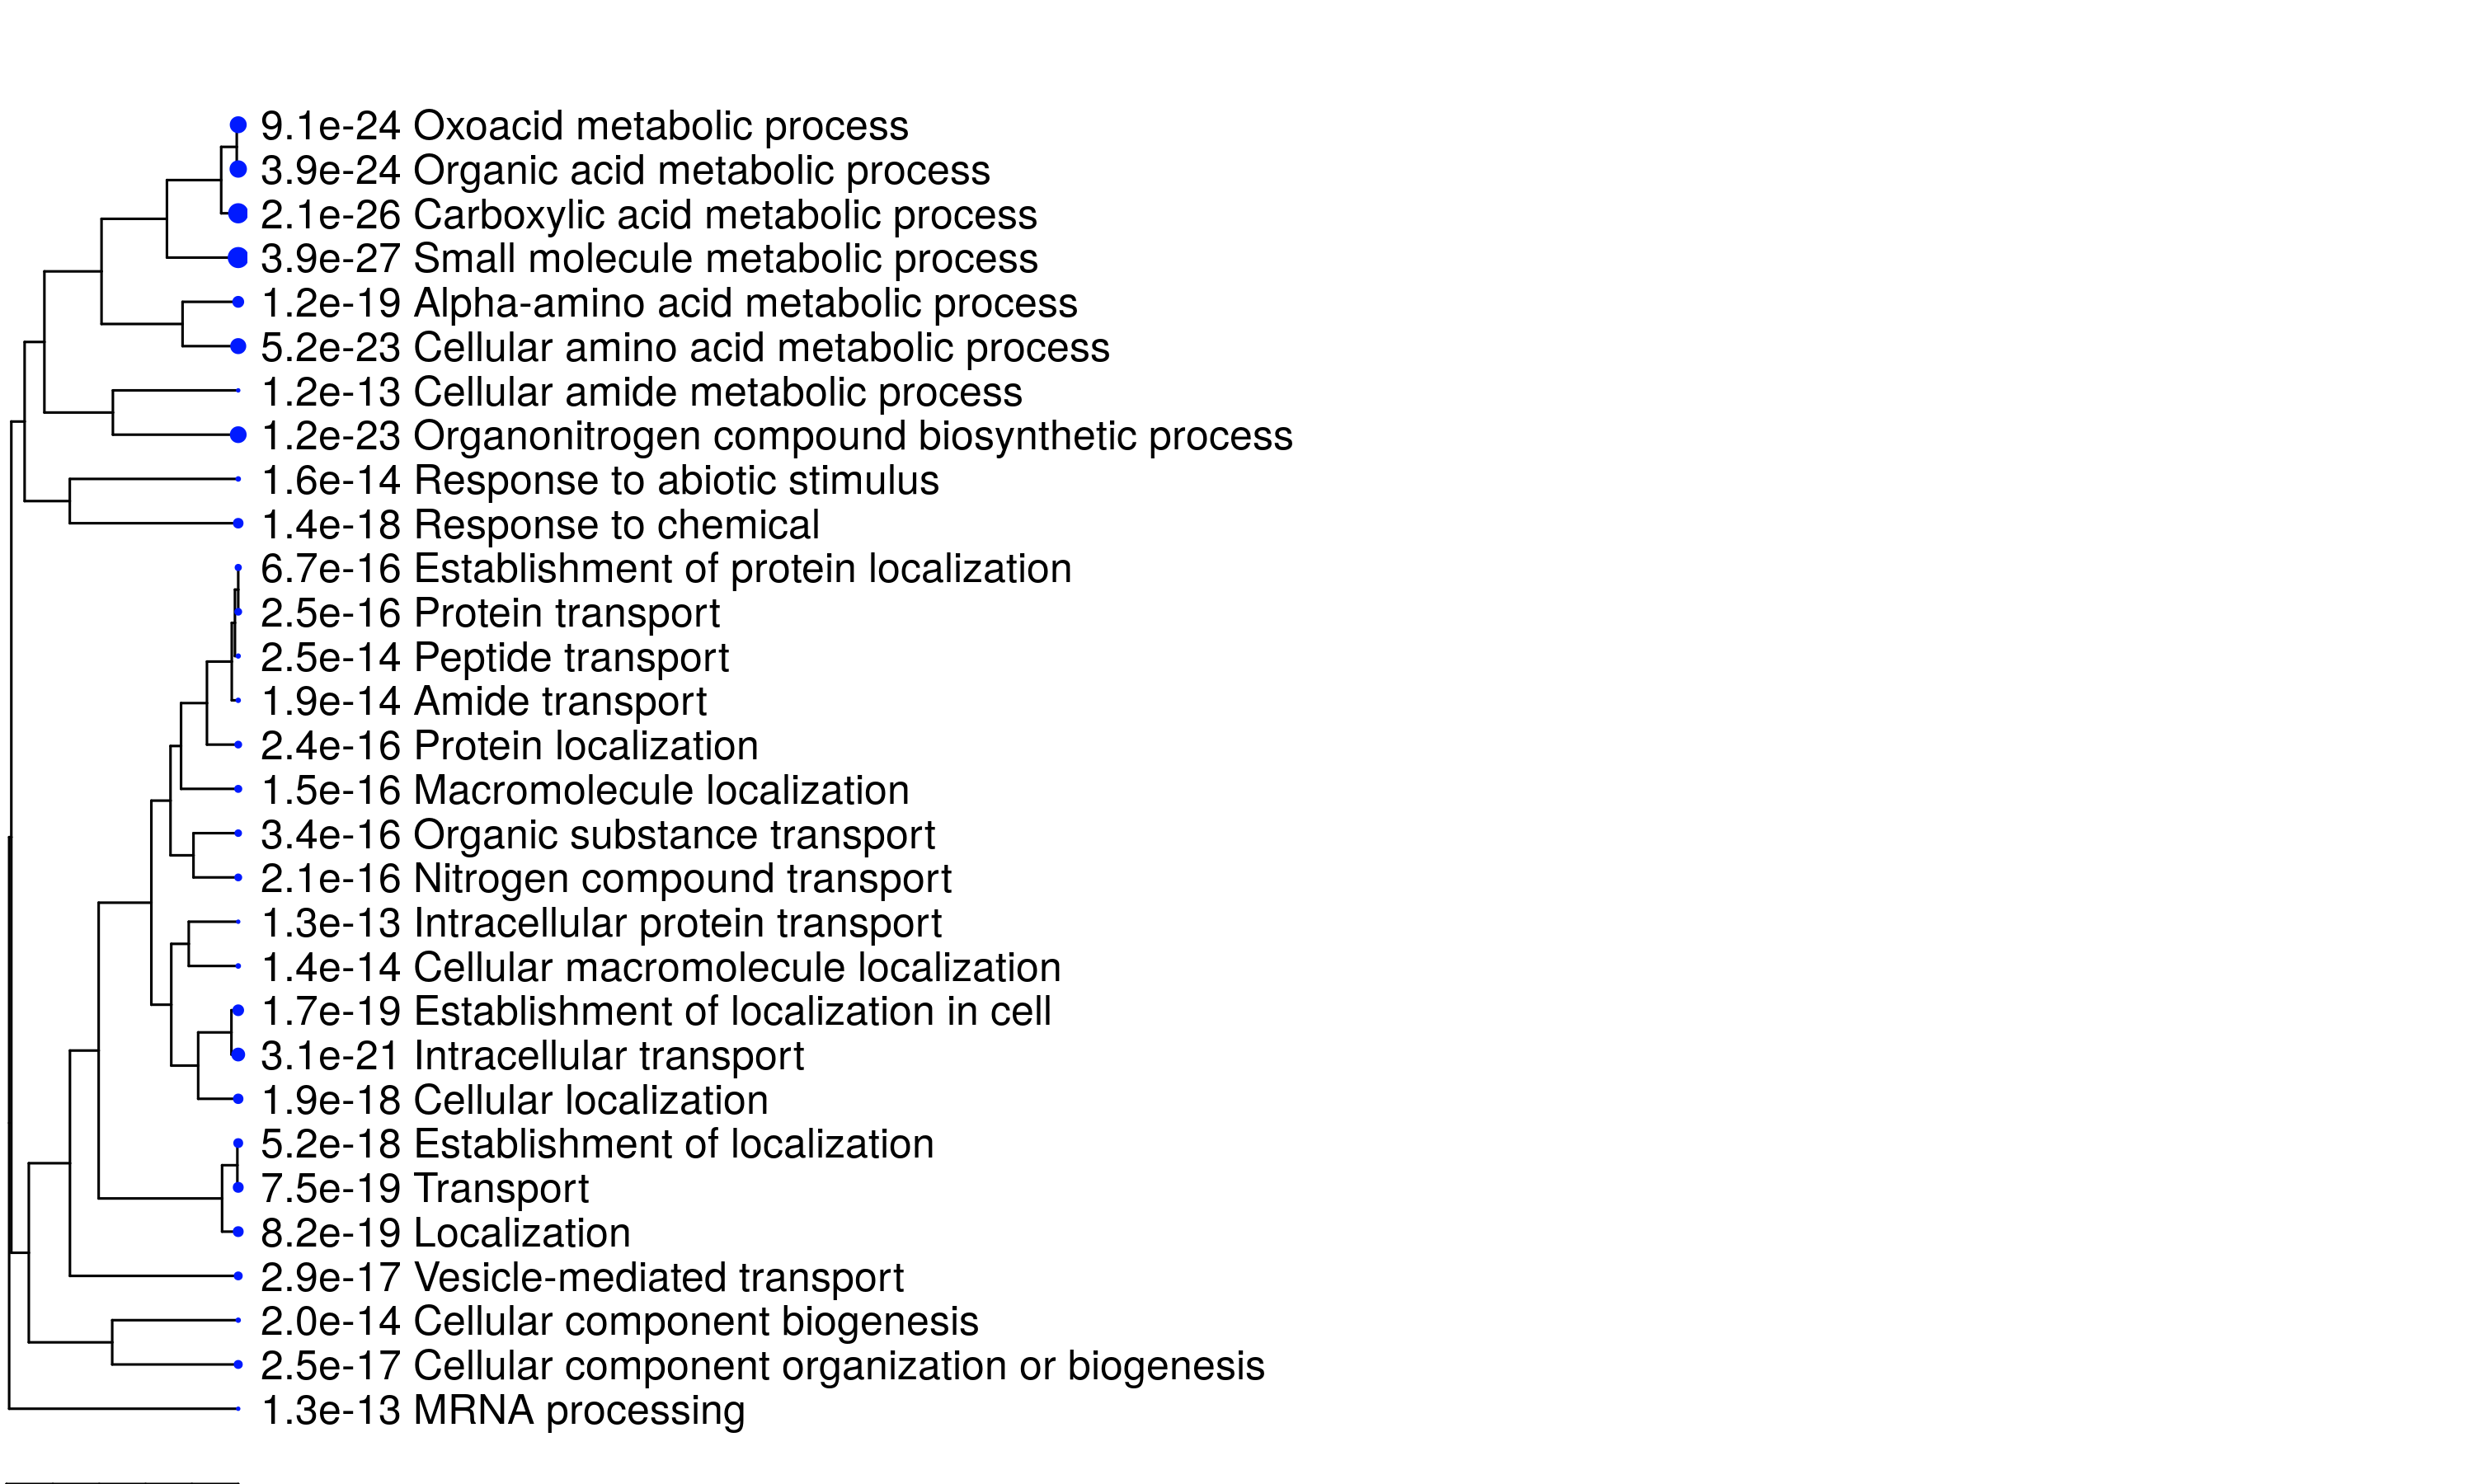 9.1e-24 Oxoacid metabolic process
3.9e-24 Organic acid metabolic process
2.1e-26 Carboxylic acid metabolic process
3.9e-27 Small molecule metabolic process
1.2e-19 Alpha-amino acid metabolic process
5.2e-23 Cellular amino acid metabolic process
1.2e-13 Cellular amide metabolic process
1.2e-23 Organonitrogen compound biosynthetic process
1.6e-14 Response to abiotic stimulus
1.4e-18 Response to chemical
6.7e-16 Establishment of protein localization
2.5e-16 Protein transport
2.5e-14 Peptide transport
1.9e-14 Amide transport
2.4e-16 Protein localization
1.5e-16 Macromolecule localization
3.4e-16 Organic substance transport
2.1e-16 Nitrogen compound transport
1.3e-13 Intracellular protein transport
1.4e-14 Cellular macromolecule localization
1.7e-19 Establishment of localization in cell
3.1e-21 Intracellular transport
1.9e-18 Cellular localization
5.2e-18 Establishment of localization
7.5e-19 Transport
8.2e-19 Localization
2.9e-17 Vesicle-mediated transport
2.0e-14 Cellular component biogenesis
2.5e-17 Cellular component organization or biogenesis
1.3e-13 MRNA processing